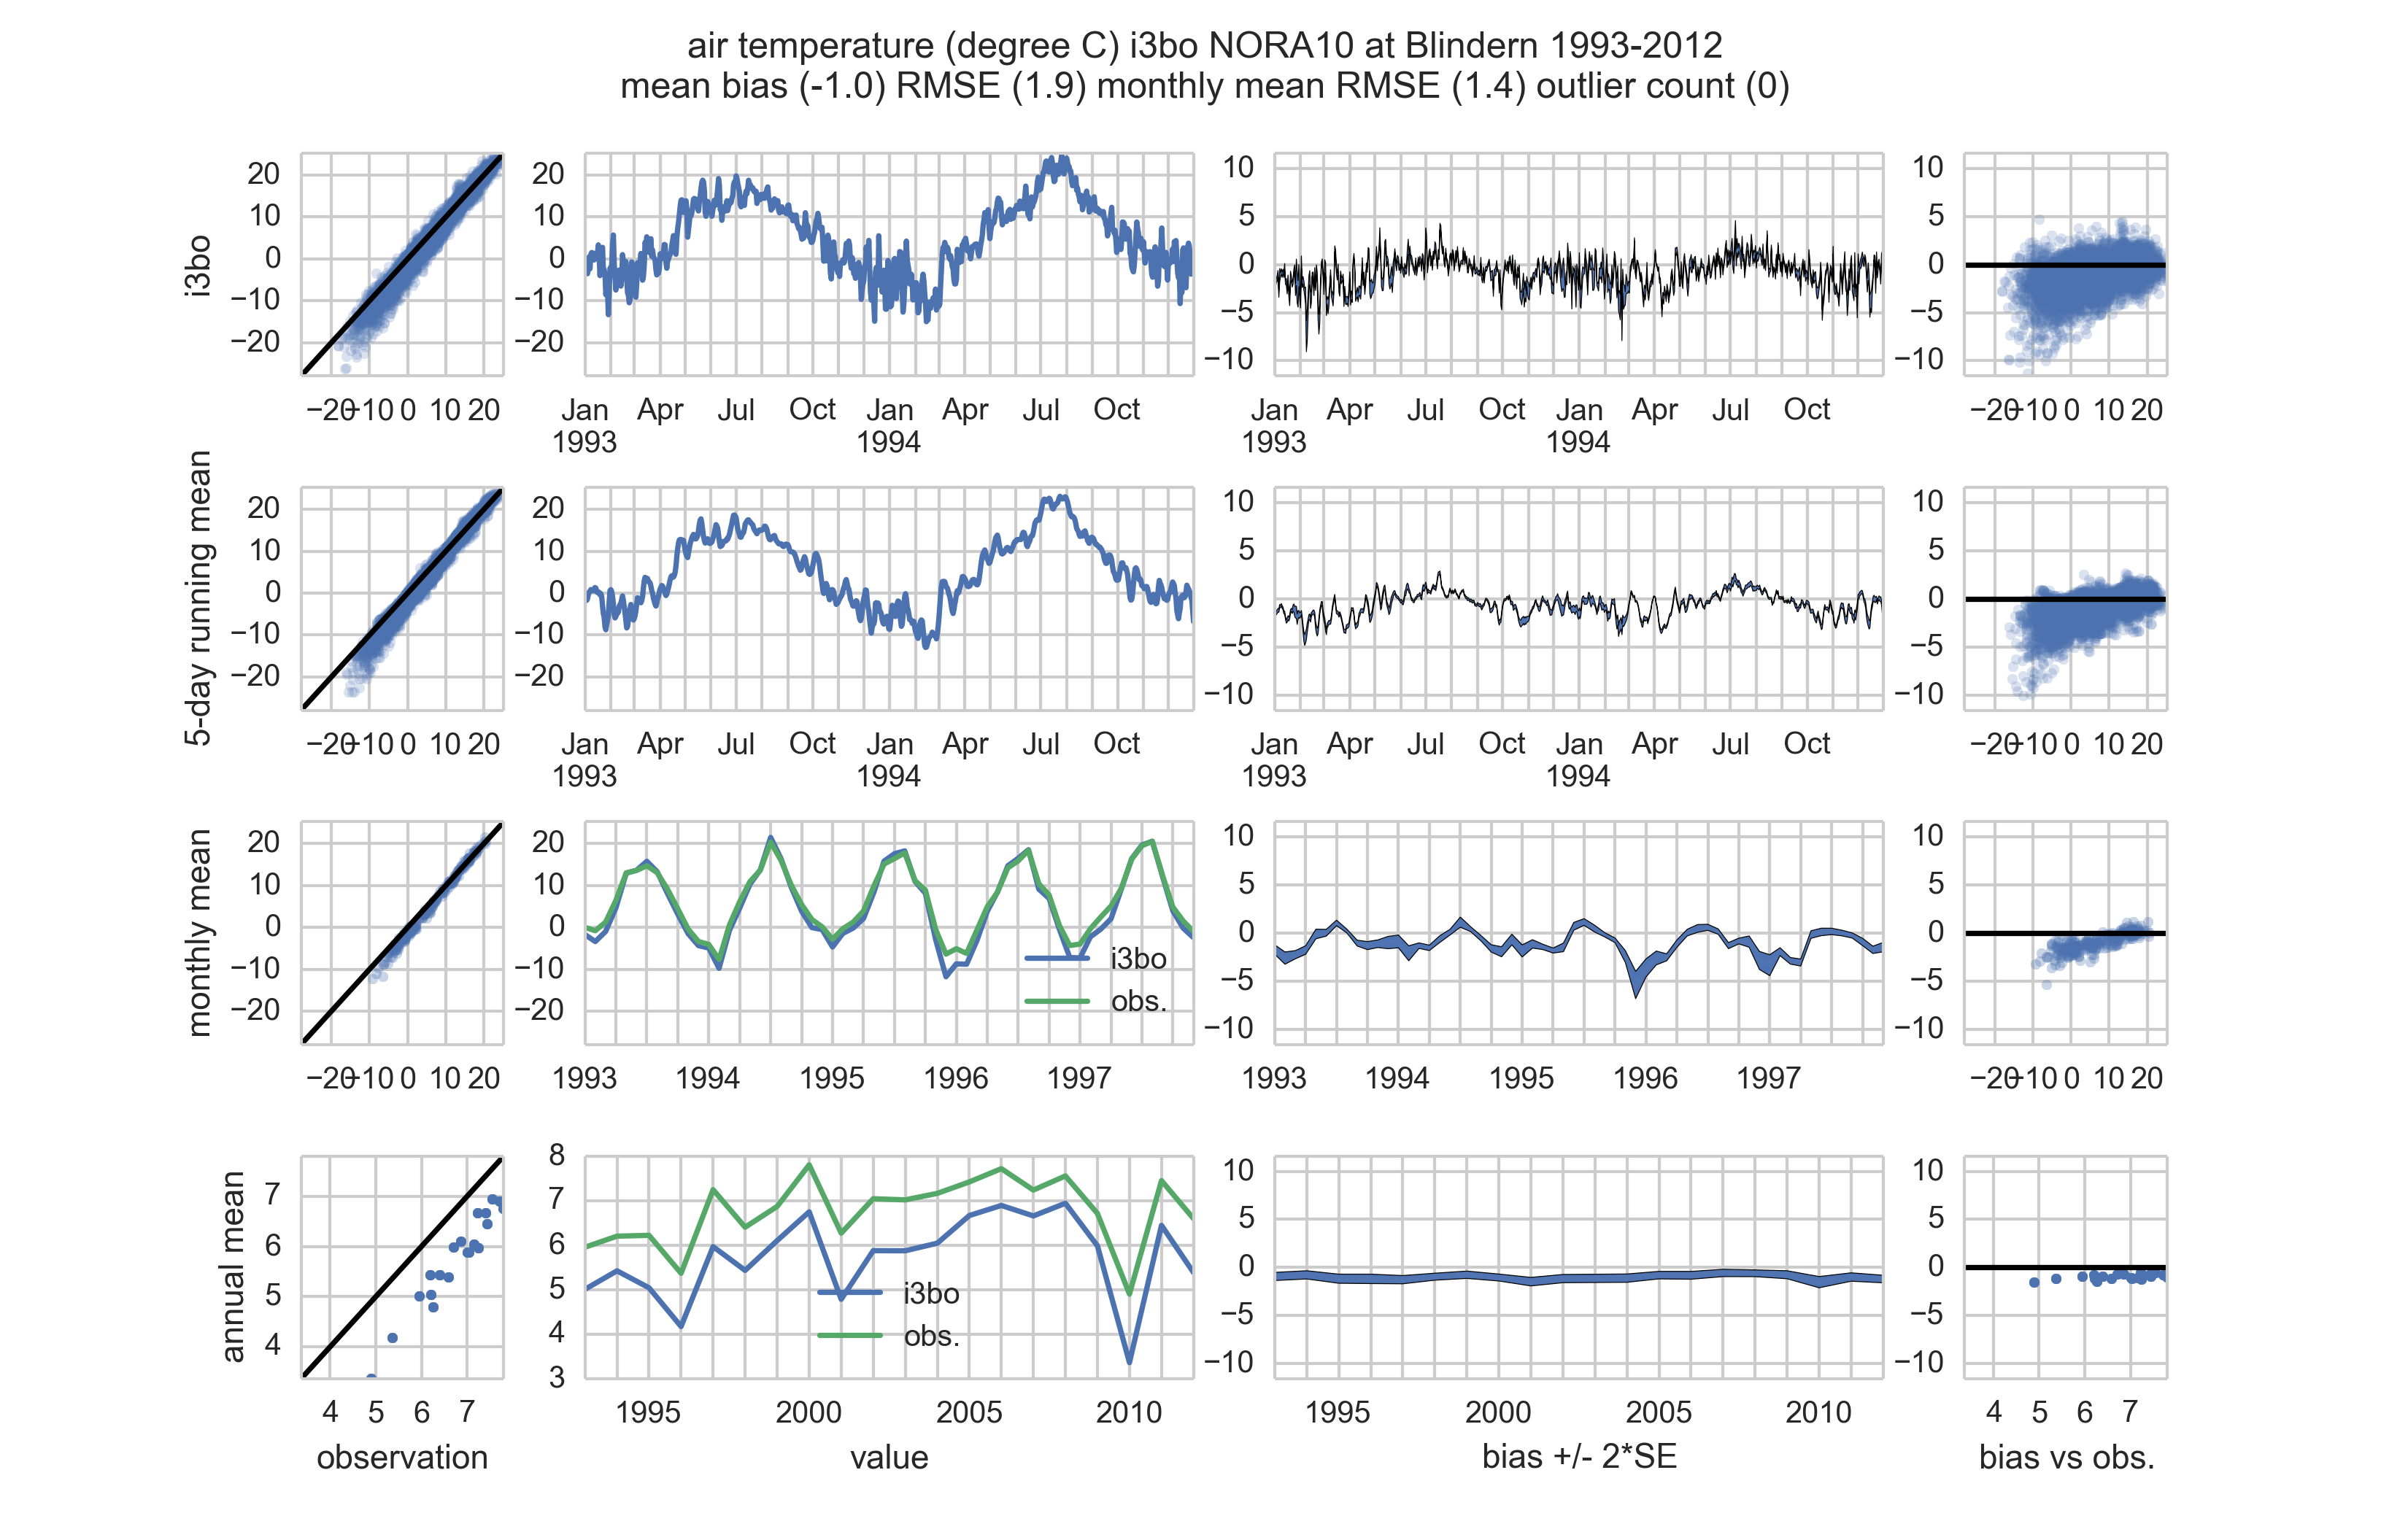 air temperature (degree C) i3bo NORA10 at Blindern 1993-2012
mean bias (-1.0) RMSE (1.9) monthly mean RMSE (1.4) outlier count (0)
i3bo
20
10
0
−10
−20
−20 −10 0 10 20
20
10
0
−10
−20
Jan Apr Jul Oct Jan Apr Jul Oct
1993 1994
10
5
0
−5
−10
Jan Apr Jul Oct Jan Apr Jul Oct
1993 1994
10
5
0
−5
−10
−20 −10 0 10 20
5-day running mean
20
10
0
−10
−20
−20 −10 0 10 20
20
10
0
−10
−20
Jan Apr Jul Oct Jan Apr Jul Oct
1993 1994
10
5
0
−5
−10
Jan Apr Jul Oct Jan Apr Jul Oct
1993 1994
10
5
0
−5
−10
−20 −10 0 10 20
monthly mean
20
10
0
−10
−20
−20 −10 0 10 20
20
10
0
−10
−20
i3bo
obs.
1993 1994 1995 1996 1997
10
5
0
−5
−10
1993 1994 1995 1996 1997
10
5
0
−5
−10
−20 −10 0 10 20
annual mean
7
6
5
4
4 5 6 7
observation
8
7
6
5
4
3
i3bo
obs.
1995 2000 2005 2010
value
10
5
0
−5
−10
1995 2000 2005 2010
bias +/- 2*SE
10
5
0
−5
−10
4 5 6 7
bias vs obs.